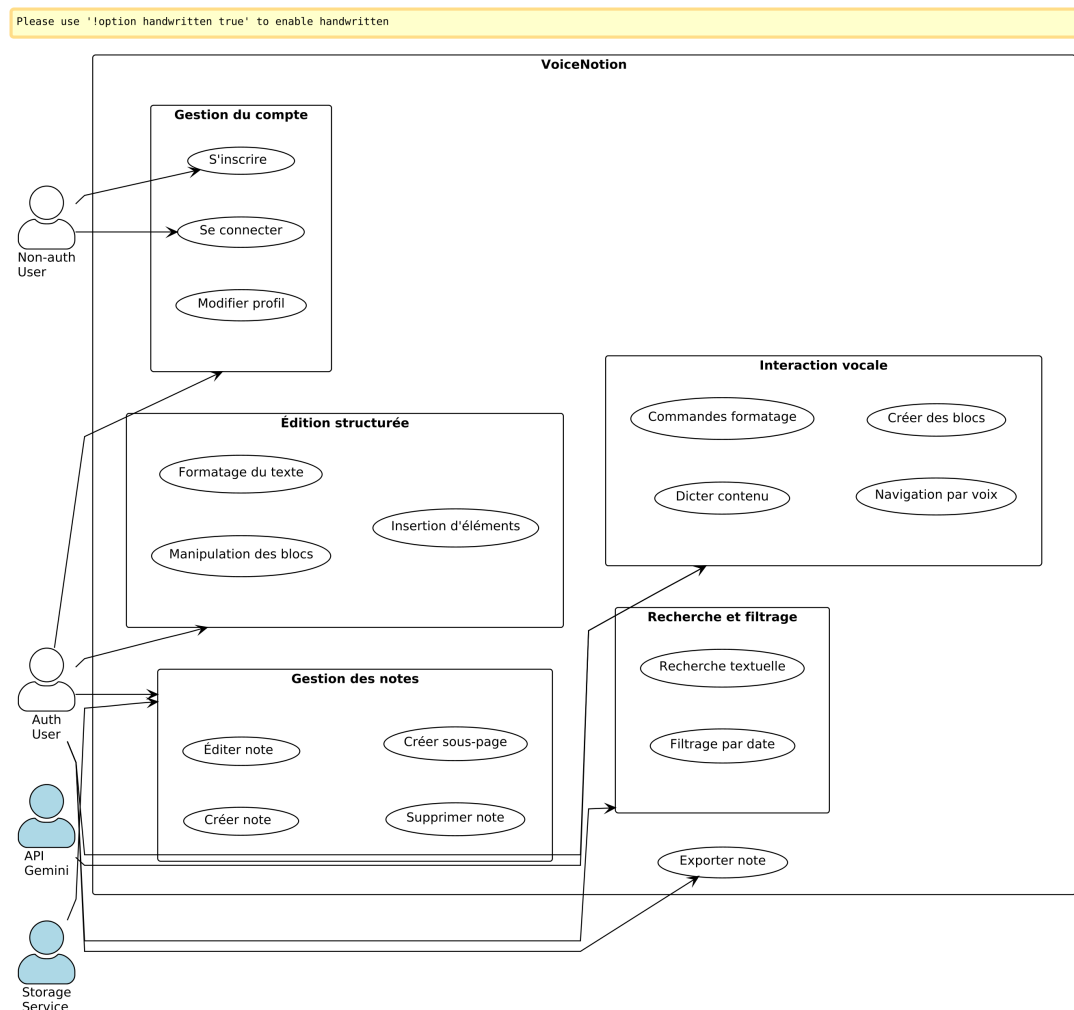 Please use '!option handwritten true' to enable handwritten
VoiceNotion
Gestion du compte
S'inscrire
Se connecter
Modifier profil
Non-auth
User
Édition structurée
Formatage du texte
Manipulation des blocs
Insertion d'éléments
Interaction vocale
Commandes formatage
Créer des blocs
Dicter contenu
Navigation par voix
Recherche et filtrage
Recherche textuelle
Filtrage par date
Gestion des notes
Éditer note
Créer sous-page
Créer note
Supprimer note
Exporter note
Auth
User
API
Gemini
Storage
Service